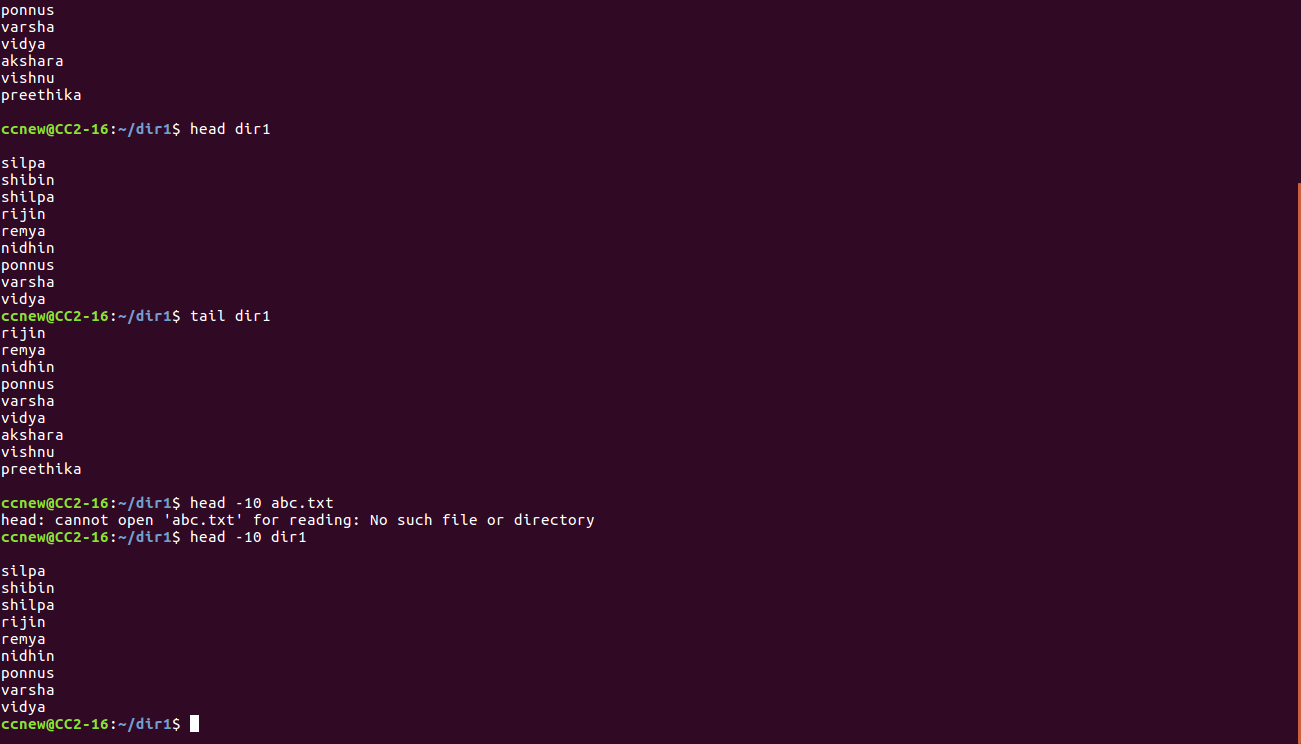 ponnus
varsha
vidya
akshara
vishnu
preethika
ccnew@CC2-16:~/dir1$ head dir1
silpa
shibin
shilpa
rijin
remya
nidhin
ponnus
varsha
vidya
ccnew@CC2-16:~/dir1$ tail dir1
rijin
remya
nidhin
ponnus
varsha
vidya
akshara
vishnu
preethika
ccnew@CC2-16:~/dir1$ head -10 abc.txt
head: cannot open 'abc.txt' for reading: No such file or directory
ccnew@CC2-16:~/dir1$ head -10 dir1
silpa
shibin
shilpa
rijin
remya
nidhin
ponnus
varsha
vidya
ccnew@CC2-16:~/dir1$